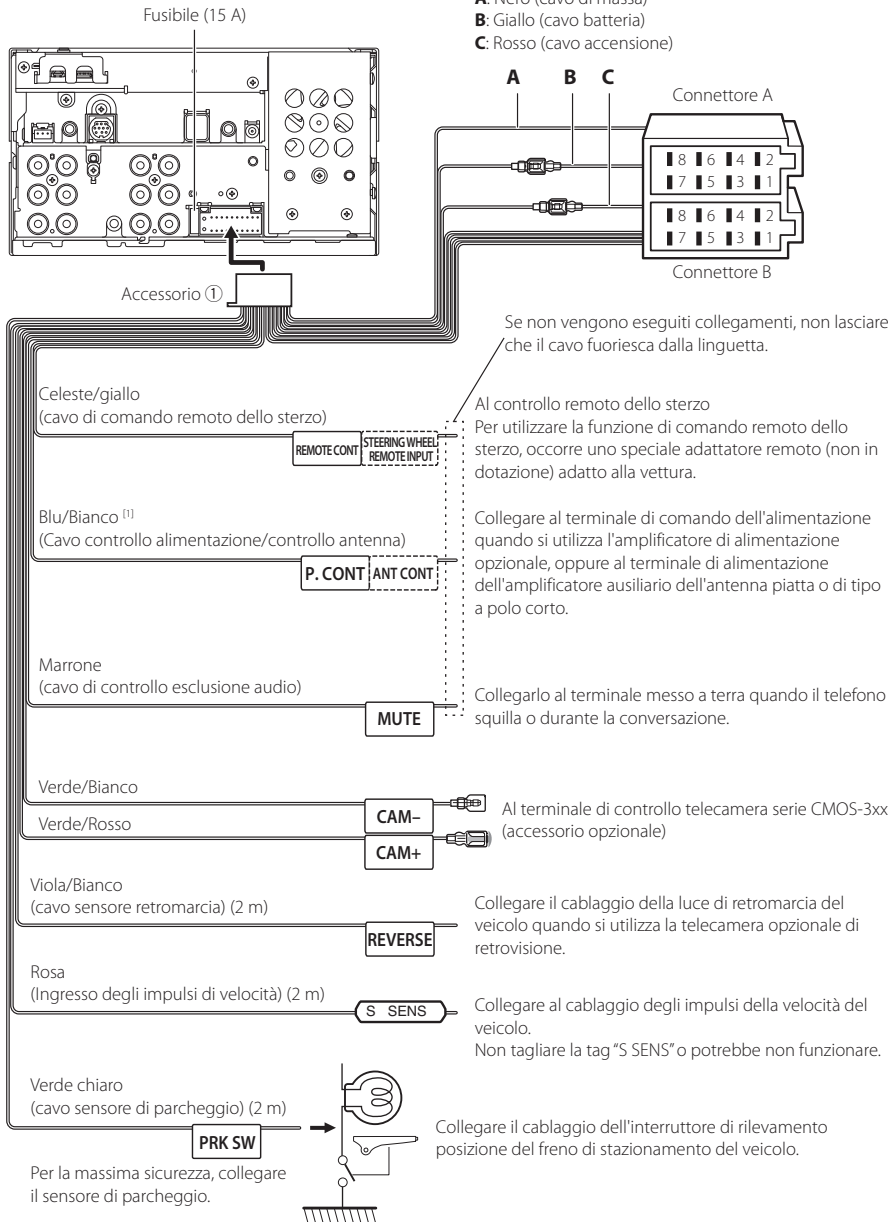 Fusibile (15 A)
A: Nero (cavo di massa)
B: Giallo (cavo batteria)
C: Rosso (cavo accensione)
A B C
Connettore A
8 6 4 2
7 5 3 1
8 6 4 2
7 5 3 1
Connettore B
Accessorio ①
Se non vengono eseguiti collegamenti, non lasciare
che il cavo fuoriesca dalla linguetta.
Celeste/giallo
(cavo di comando remoto dello sterzo)
REMOTE CONT
STEERING WHEEL
REMOTE INPUT
Al controllo remoto dello sterzo
Per utilizzare la funzione di comando remoto dello
sterzo, occorre uno speciale adattatore remoto (non in
dotazione) adatto alla vettura.
Blu/Bianco [1]
(Cavo controllo alimentazione/controllo antenna)
P. CONT ANT CONT
Collegare al terminale di comando dell'alimentazione
quando si utilizza l'amplificatore di alimentazione
opzionale, oppure al terminale di alimentazione
dell'amplificatore ausiliario dell'antenna piatta o di tipo
a polo corto.
Marrone
(cavo di controllo esclusione audio)
MUTE
Collegarlo al terminale messo a terra quando il telefono
squilla o durante la conversazione.
Verde/Bianco
CAM–
Verde/Rosso
CAM+
Al terminale di controllo telecamera serie CMOS-3xx
(accessorio opzionale)
Viola/Bianco
(cavo sensore retromarcia) (2 m)
REVERSE
Collegare il cablaggio della luce di retromarcia del
veicolo quando si utilizza la telecamera opzionale di
retrovisione.
Rosa
(Ingresso degli impulsi di velocità) (2 m)
S SENS
Collegare al cablaggio degli impulsi della velocità del
veicolo.
Non tagliare la tag “S SENS” o potrebbe non funzionare.
Verde chiaro
(cavo sensore di parcheggio) (2 m)
PRK SW
Collegare il cablaggio dell'interruttore di rilevamento
posizione del freno di stazionamento del veicolo.
Per la massima sicurezza, collegare
il sensore di parcheggio.